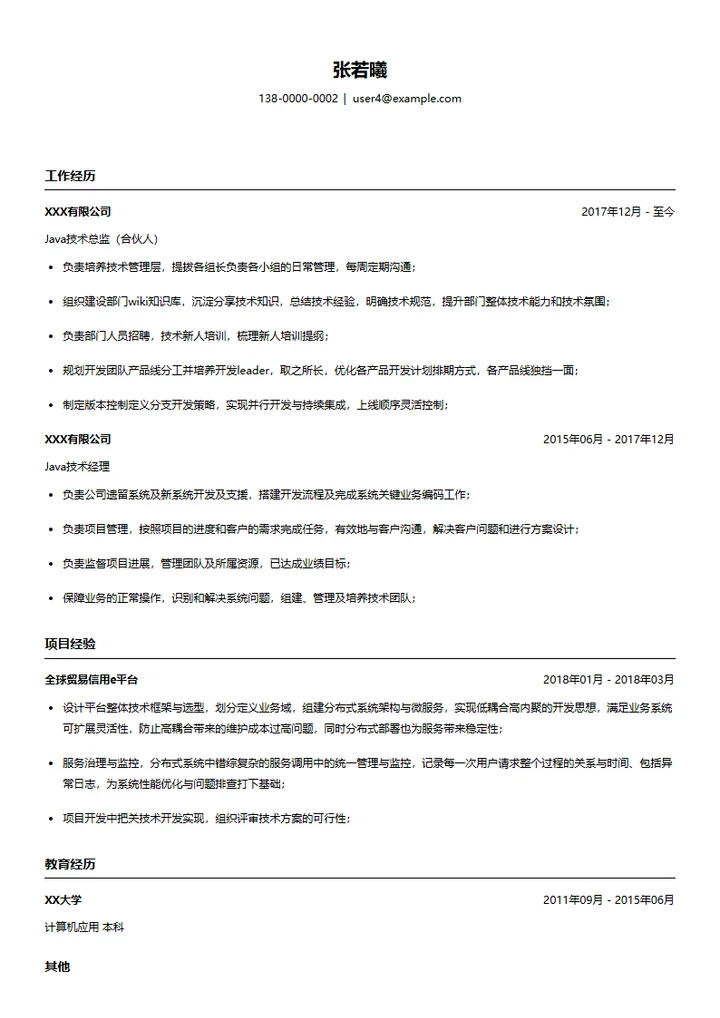 张若曦
138-0000-0002 | user4@example.com
工作经历
XXX有限公司 2017年12月 - 至今
Java技术总监（合伙人）
• 负责培养技术管理层，提拔各组长负责各小组的日常管理，每周定期沟通；
• 组织建设部门wiki知识库，沉淀分享技术知识，总结技术经验，明确技术规范，提升部门整体技术能力和技术氛围；
• 负责部门人员招聘，技术新人培训，梳理新人培训提纲；
• 规划开发团队产品线分工并培养开发leader，取之所长，优化各产品开发计划排期方式，各产品线独挡一面；
• 制定版本控制定义分支开发策略，实现并行开发与持续集成，上线顺序灵活控制；
XXX有限公司 2015年06月 - 2017年12月
Java技术经理
• 负责公司遗留系统及新系统开发及支援，搭建开发流程及完成系统关键业务编码工作；
• 负责项目管理，按照项目的进度和客户的需求完成任务，有效地与客户沟通，解决客户问题和进行方案设计；
• 负责监督项目进展，管理团队及所属资源，已达成业绩目标；
• 保障业务的正常操作，识别和解决系统问题，组建、管理及培养技术团队；
项目经验
全球贸易信用e平台 2018年01月 - 2018年03月
• 设计平台整体技术框架与选型，划分定义业务域，组建分布式系统架构与微服务，实现低耦合高内聚的开发思想，满足业务系统
可扩展灵活性，防止高耦合带来的维护成本过高问题，同时分布式部署也为服务带来稳定性；
• 服务治理与监控，分布式系统中错综复杂的服务调用中的统一管理与监控，记录每一次用户请求整个过程的关系与时间、包括异
常日志，为系统性能优化与问题排查打下基础；
• 项目开发中把关技术开发实现，组织评审技术方案的可行性；
教育经历
XX大学 2011年09月 - 2015年06月
计算机应用 本科
其他